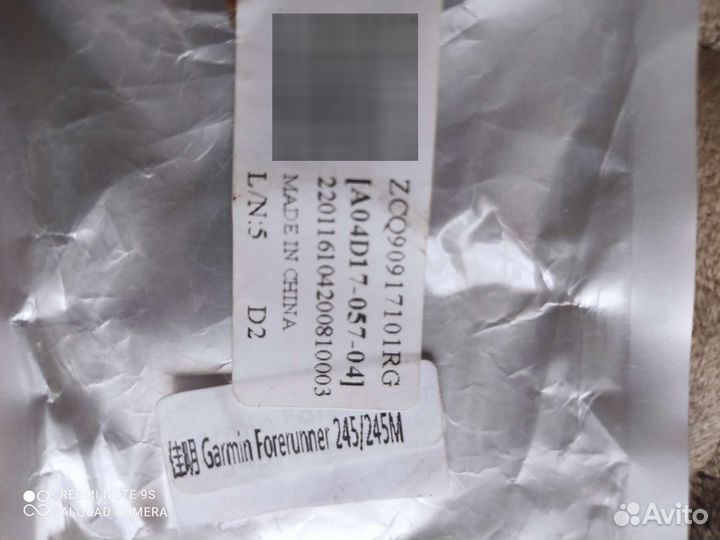 ZCQ90917101RG
[A04D17-057-04]
220116104200810003
MADE IN CHINA
L/N:5 D2
佳明 Garmin Forerunner 245/245M
REDMI NOTE 9S
AI QUAD CAMERA
Avito